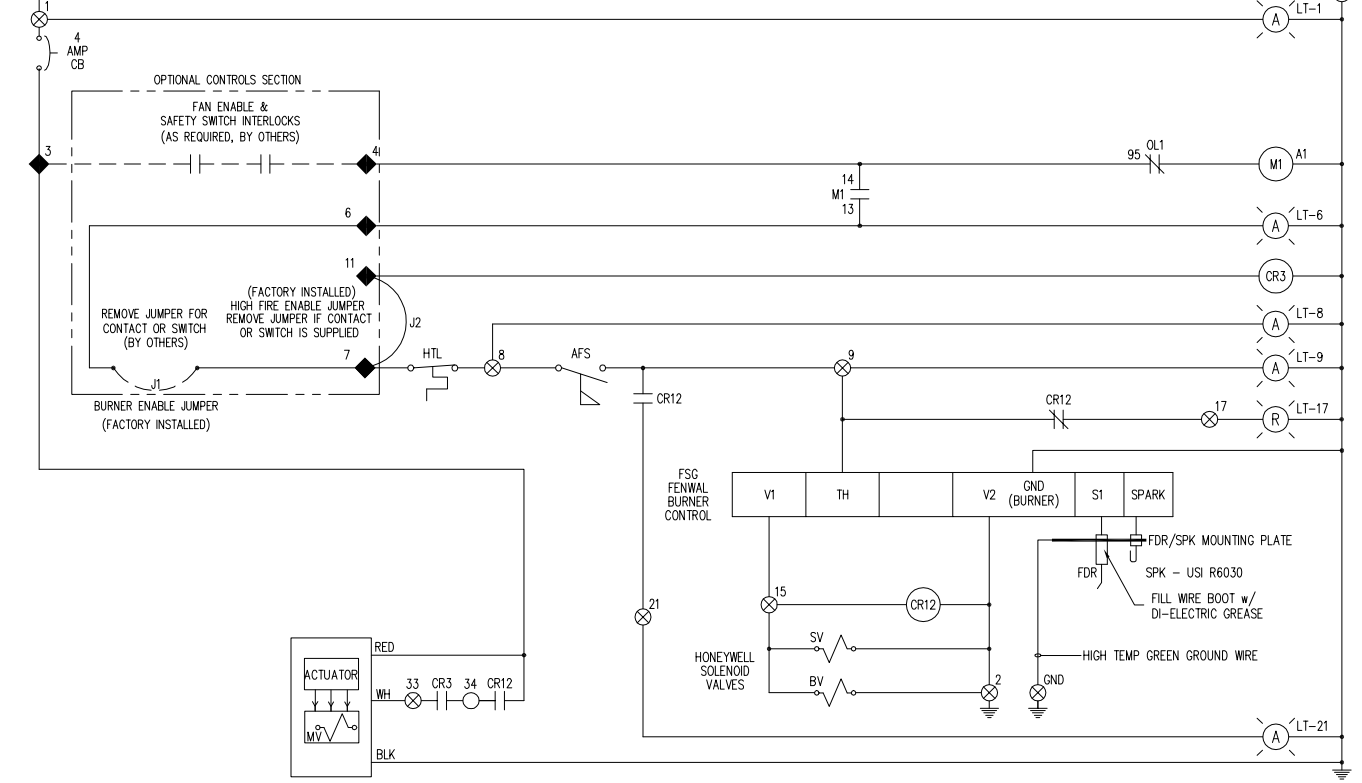 1
LT-1
A
4
AMP
CB
OPTIONAL CONTROLS SECTION
FAN ENABLE &
SAFETY SWITCH INTERLOCKS
(AS REQUIRED, BY OTHERS)
3
4
95
OL1
M1
A1
14
M1
13
6
LT-6
A
11
CR3
(FACTORY INSTALLED)
HIGH FIRE ENABLE JUMPER
REMOVE JUMPER IF CONTACT
OR SWITCH IS SUPPLIED
J2
REMOVE JUMPER FOR
CONTACT OR SWITCH
(BY OTHERS)
LT-8
A
7
HTL
8
AFS
9
LT-9
A
J1
BURNER ENABLE JUMPER
(FACTORY INSTALLED)
CR12
CR12
17
LT-17
R
FSG
FENWAL
BURNER
CONTROL
V1
TH
V2
GND
(BURNER)
S1
SPARK
FDR/SPK MOUNTING PLATE
FDR
SPK - USI R6030
FILL WIRE BOOT w/
DI-ELECTRIC GREASE
15
CR12
21
SV
HONEYWELL
SOLENOID
VALVES
BV
2
HIGH TEMP GREEN GROUND WIRE
GND
RED
ACTUATOR
WH
33
CR3
34
CR12
MV
BLK
LT-21
A